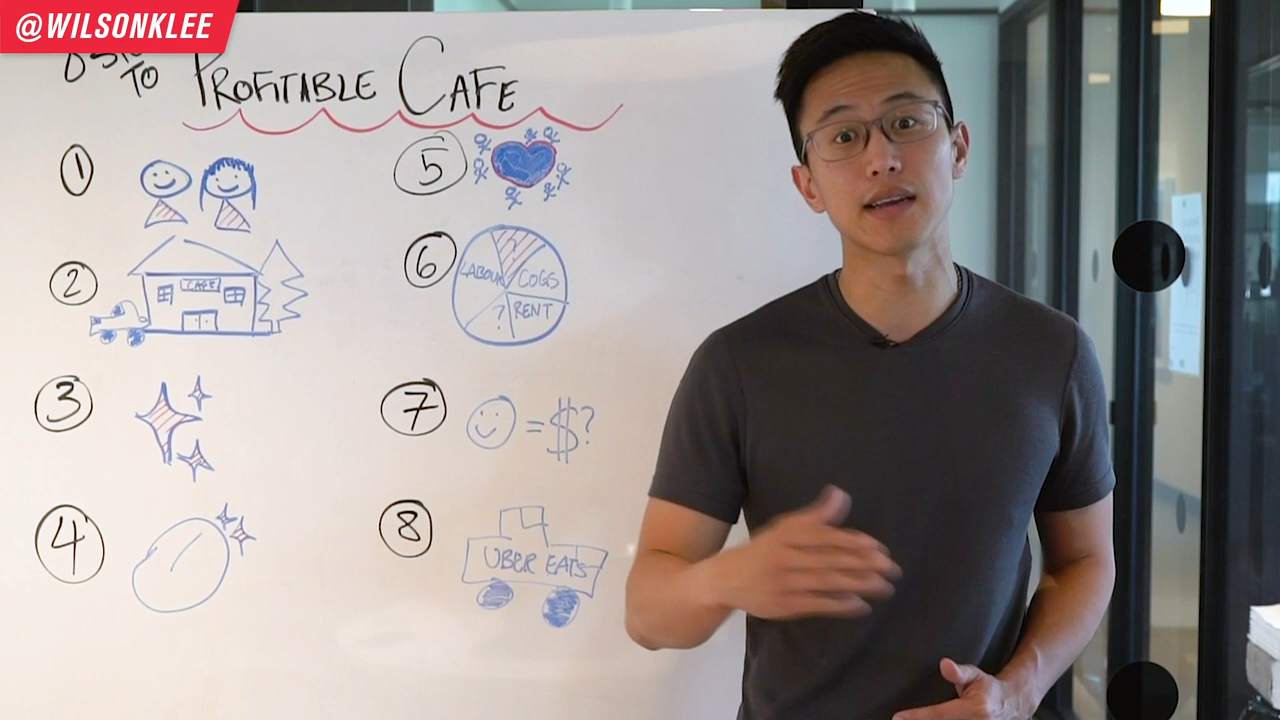 @WILSONKLEE
TO PROFITABLE CAFE
1
2
CAFE
3
4
5
6
LABOUR
COGS
?
RENT
7
= $?
8
UBER EATS